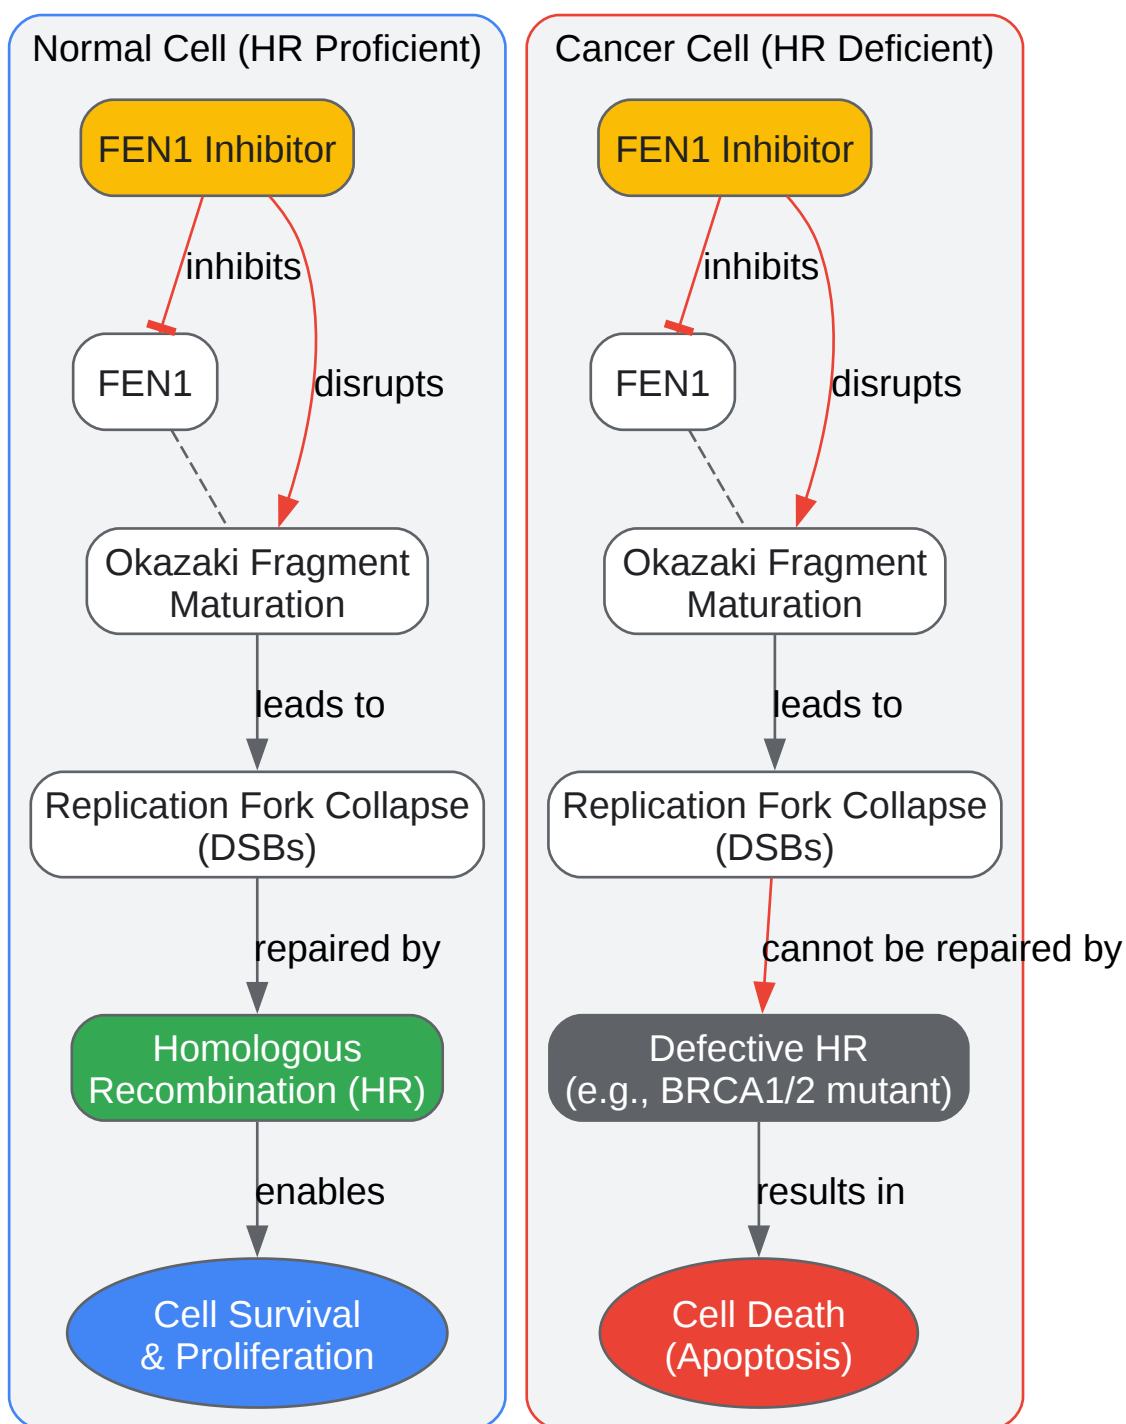 Normal Cell (HR Proficient)
FEN1 Inhibitor
inhibits
FEN1
disrupts
Okazaki Fragment
Maturation
leads to
Replication Fork Collapse
(DSBs)
repaired by
Homologous
Recombination (HR)
enables
Cell Survival
& Proliferation
Cancer Cell (HR Deficient)
FEN1 Inhibitor
inhibits
FEN1
disrupts
Okazaki Fragment
Maturation
leads to
Replication Fork Collapse
(DSBs)
cannot be repaired by
Defective HR
(e.g., BRCA1/2 mutant)
results in
Cell Death
(Apoptosis)